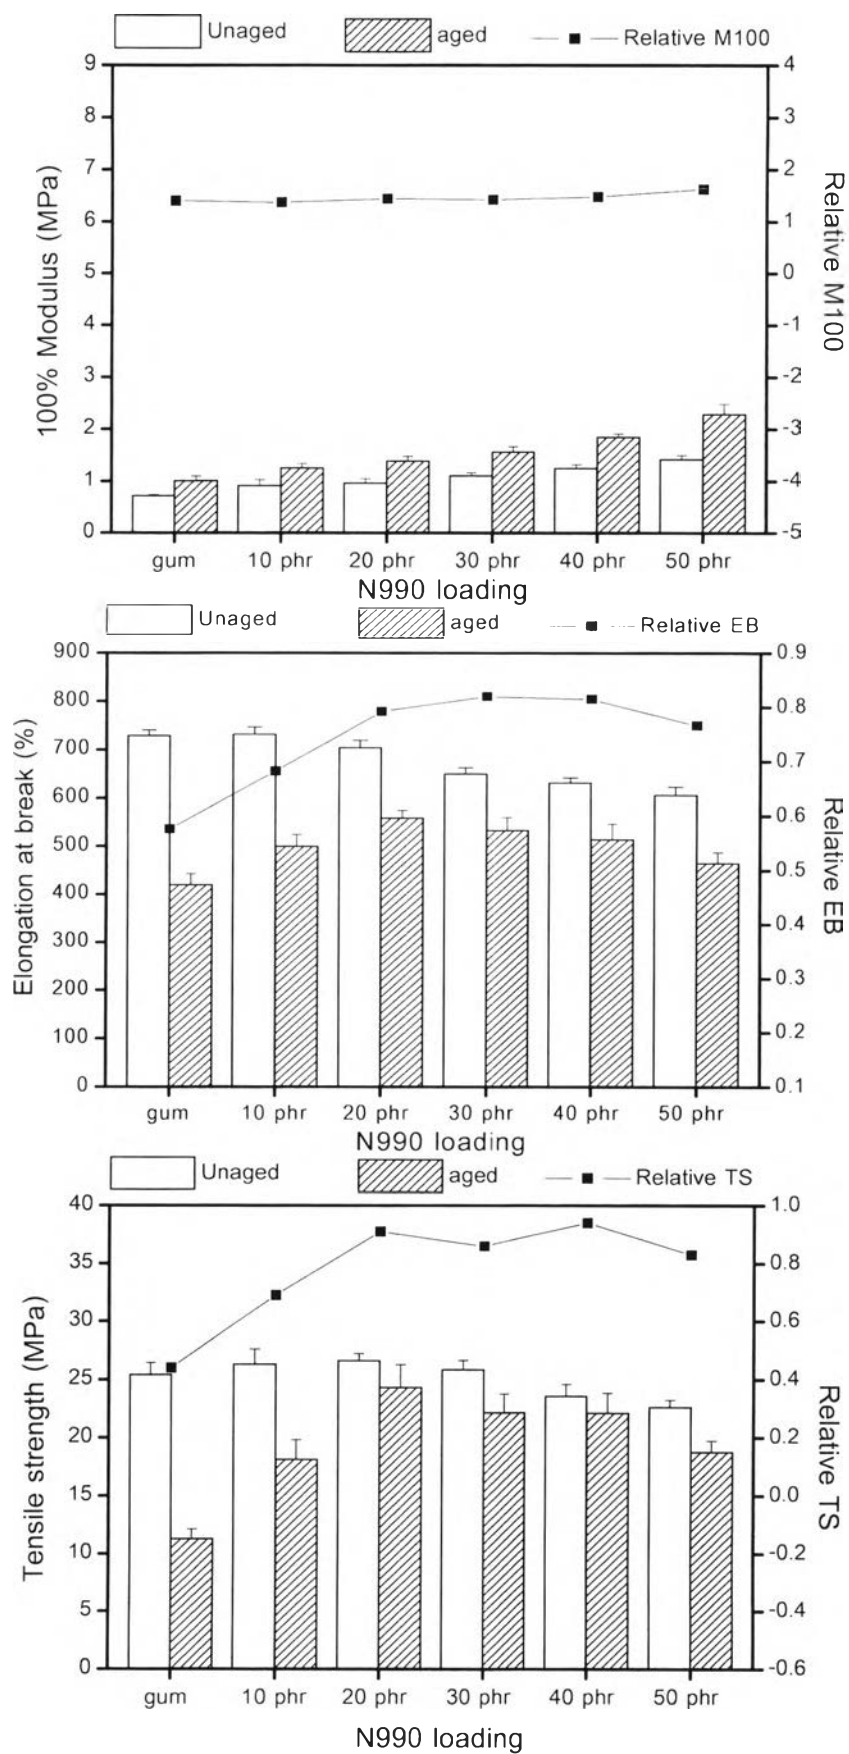 Unaged aged Relative M100
9 4
8 3
7 2
6 1
5 0
4 -1
3 -2
2 -3
1 -4
0 -5
100% Modulus (MPa)
Relative M100
gum 10 phr 20 phr 30 phr 40 phr 50 phr
N990 loading
Unaged aged Relative EB
900 0.9
800 0.8
700 0.7
600 0.6
500 0.5
400 0.4
300 0.3
200 0.2
100 0.1
0
Elongation at break (%)
Relative EB
gum 10 phr 20 phr 30 phr 40 phr 50 phr
N990 loading
Unaged aged Relative TS
40 1.0
35 0.8
30 0.6
25 0.4
20 0.2
15 0.0
10 -0.2
5 -0.4
0 -0.6
Tensile strength (MPa)
Relative TS
gum 10 phr 20 phr 30 phr 40 phr 50 phr
N990 loading